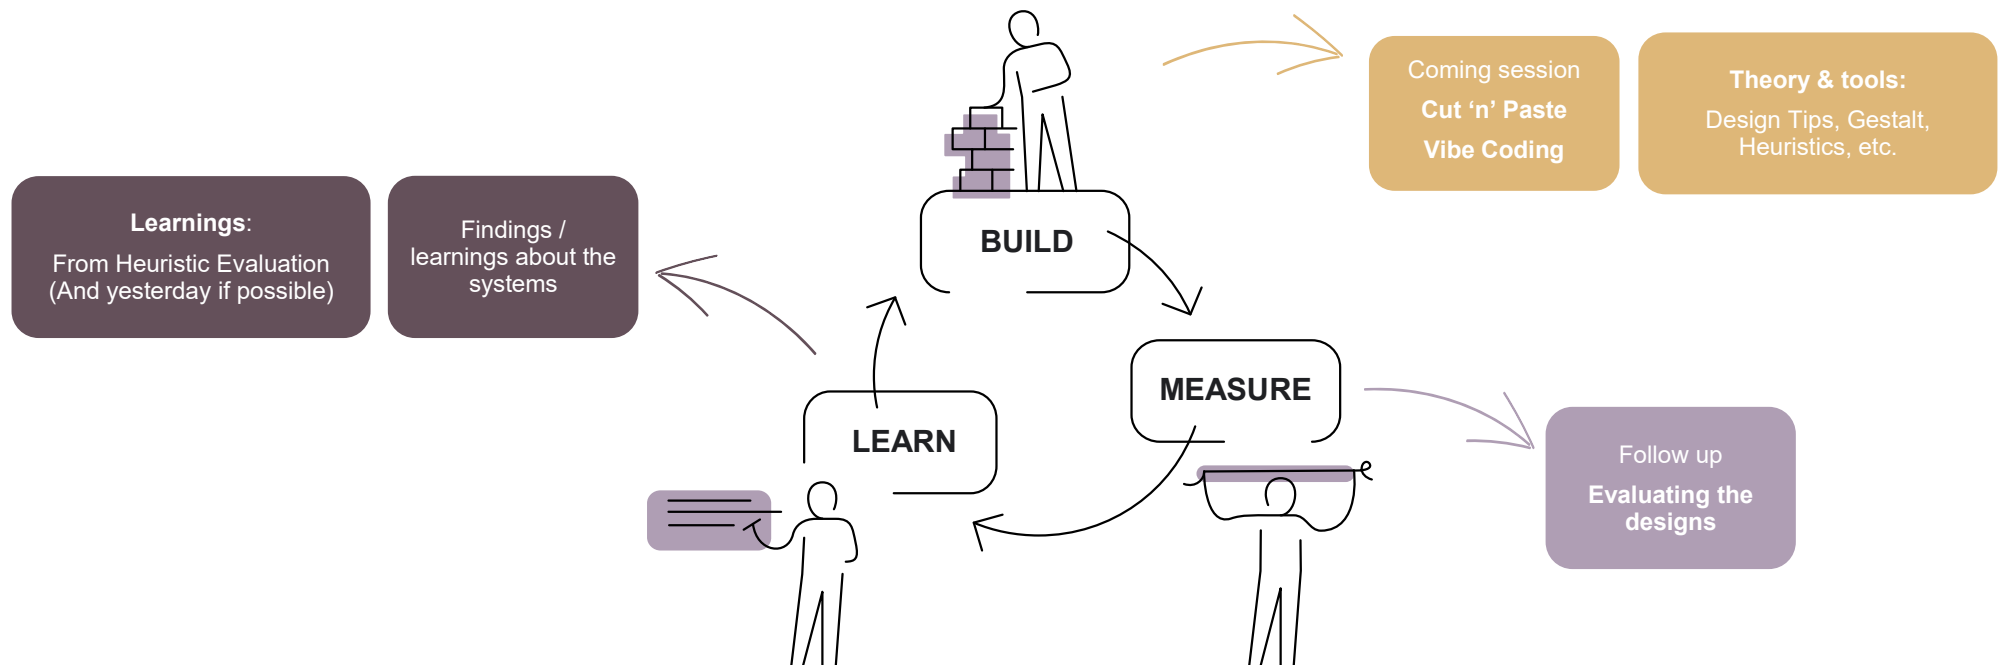 Learnings:
From Heuristic Evaluation
(And yesterday if possible)
Findings /
learnings about the
systems
BUILD
Coming session
Cut ‘n’ Paste
Vibe Coding
Theory & tools:
Design Tips, Gestalt,
Heuristics, etc.
MEASURE
LEARN
Follow up
Evaluating the
designs